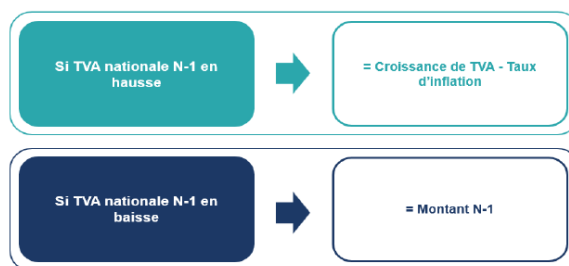 Si TVA nationale N-1 en
hausse
= Croissance de TVA - Taux
d'inflation
Si TVA nationale N-1 en
baisse
= Montant N-1